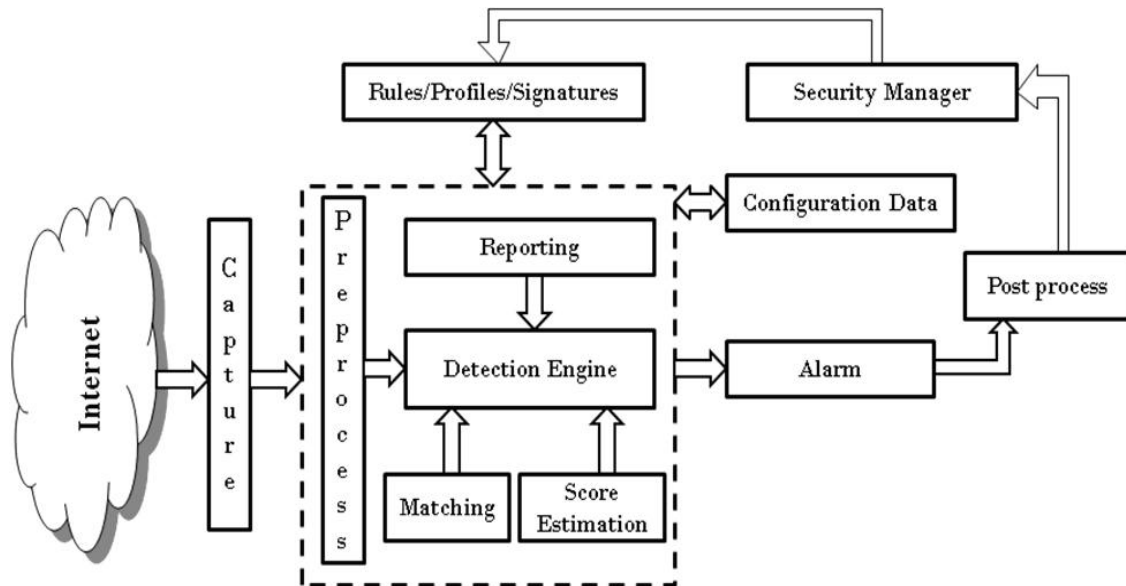 Rules/Profiles/Signatures
Security Manager
Configuration Data
Internet
Capture
Preprocess
Reporting
Post process
Detection Engine
Alarm
Matching
Score
Estimation